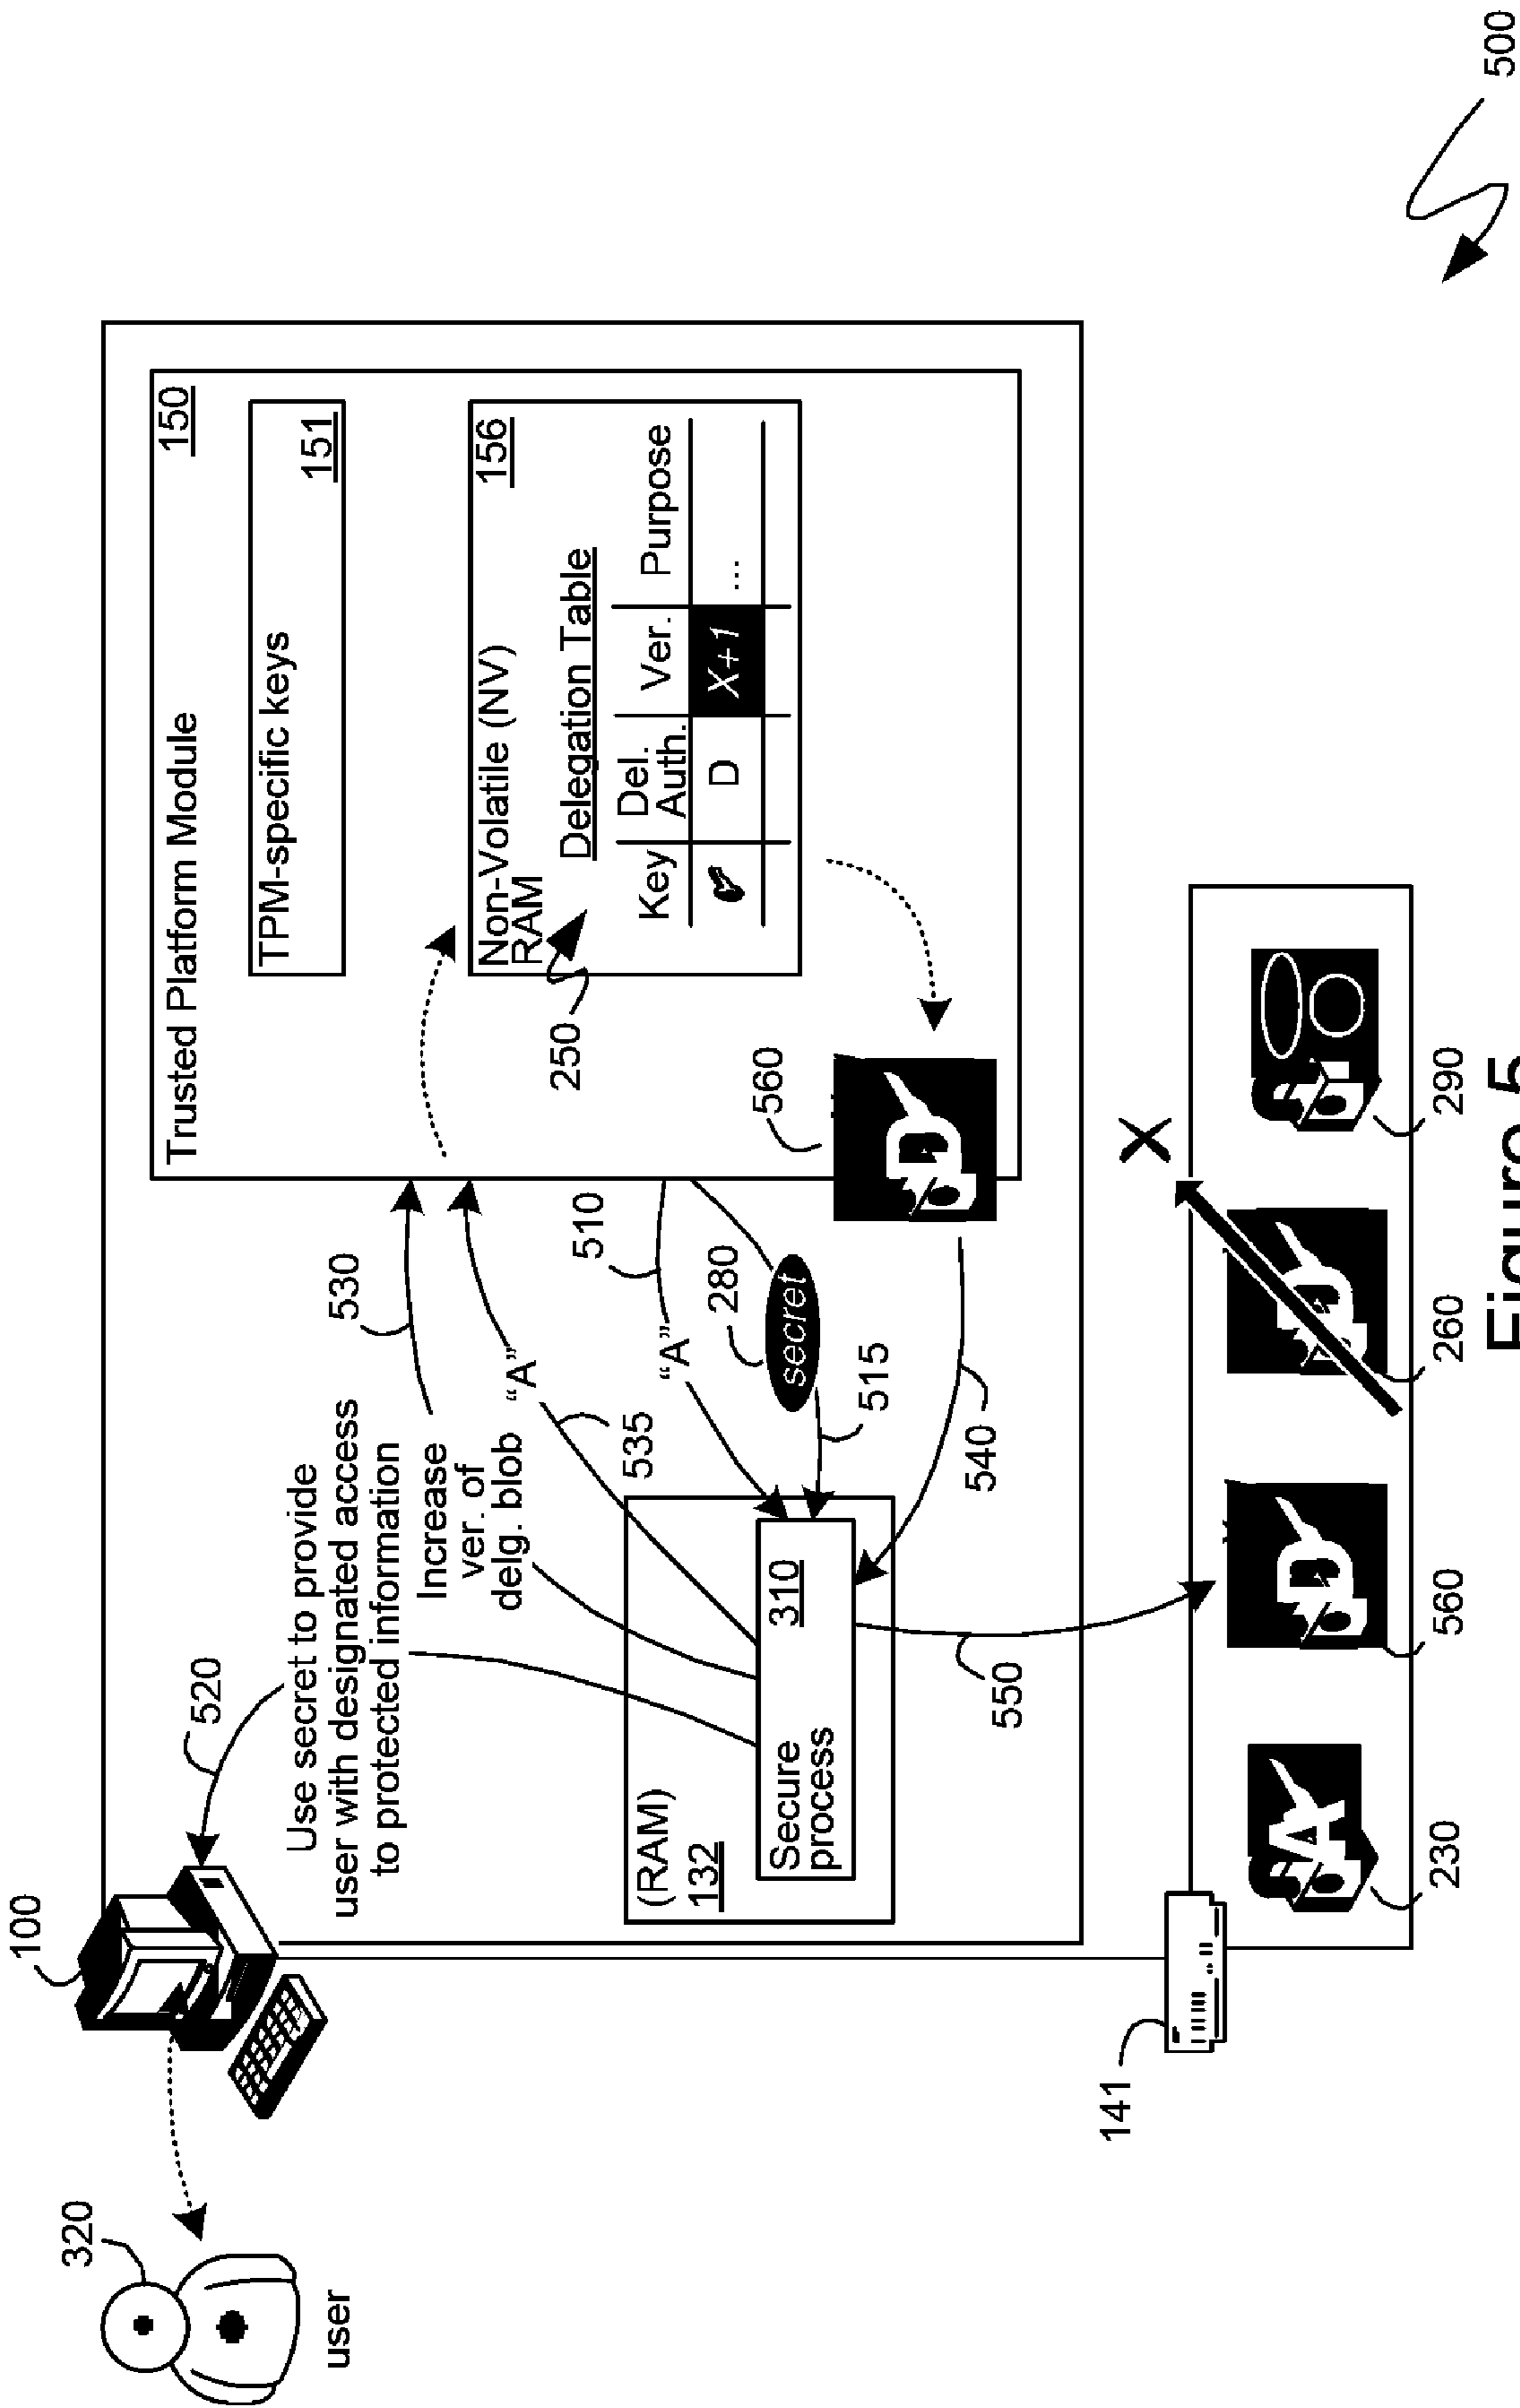 320
user
100
520
Use secret to provide
user with designated access
to protected information
Increase
ver. of
delg. blob
530
"A"
535
"A"
510
280
secret
515
540
550
(RAM)
132
Secure
process
310
Trusted Platform Module
150
TPM-specific keys
151
Non-Volatile (NV)
RAM
156
250
Delegation Table
Key
Del.
Auth.
Ver.
Purpose
D
X+1
...
560
D
141
A
230
D
560
D
260
X
290
500
Figure 5